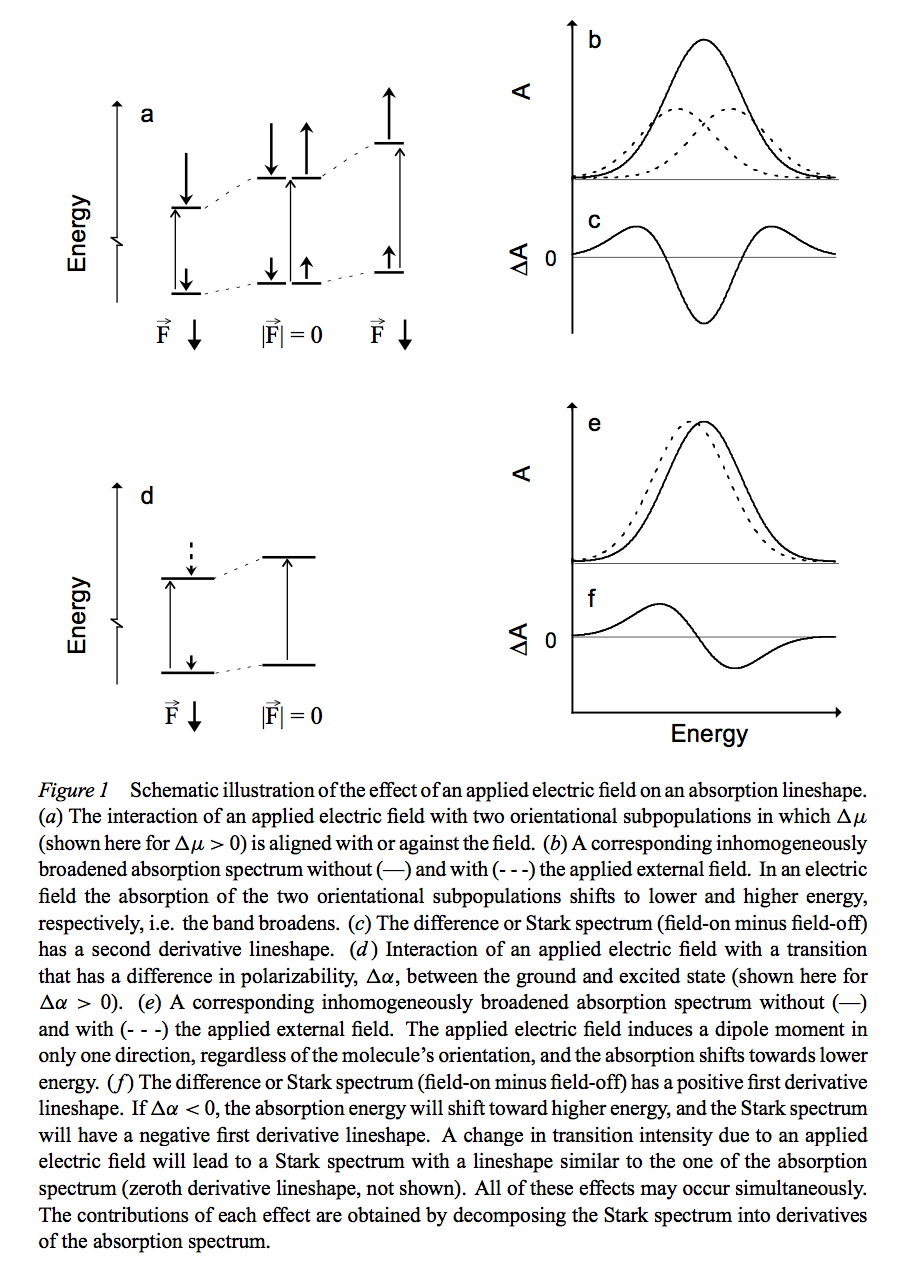 a
Energy
F
|F| = 0
F
b
A
c
ΔA
0
d
Energy
F
|F| = 0
e
A
f
ΔA
0
Energy
Figure 1 Schematic illustration of the effect of an applied electric field on an absorption lineshape.
(a) The interaction of an applied electric field with two orientational subpopulations in which Δμ
(shown here for Δμ > 0) is aligned with or against the field. (b) A corresponding inhomogeneously
broadened absorption spectrum without (—) and with (- - -) the applied external field. In an electric
field the absorption of the two orientational subpopulations shifts to lower and higher energy,
respectively, i.e. the band broadens. (c) The difference or Stark spectrum (field-on minus field-off)
has a second derivative lineshape. (d) Interaction of an applied electric field with a transition
that has a difference in polarizability, Δα, between the ground and excited state (shown here for
Δα > 0). (e) A corresponding inhomogeneously broadened absorption spectrum without (—)
and with (- - -) the applied external field. The applied electric field induces a dipole moment in
only one direction, regardless of the molecule's orientation, and the absorption shifts towards lower
energy. (f) The difference or Stark spectrum (field-on minus field-off) has a positive first derivative
lineshape. If Δα < 0, the absorption energy will shift toward higher energy, and the Stark spectrum
will have a negative first derivative lineshape. A change in transition intensity due to an applied
electric field will lead to a Stark spectrum with a lineshape similar to the one of the absorption
spectrum (zeroth derivative lineshape, not shown). All of these effects may occur simultaneously.
The contributions of each effect are obtained by decomposing the Stark spectrum into derivatives
of the absorption spectrum.